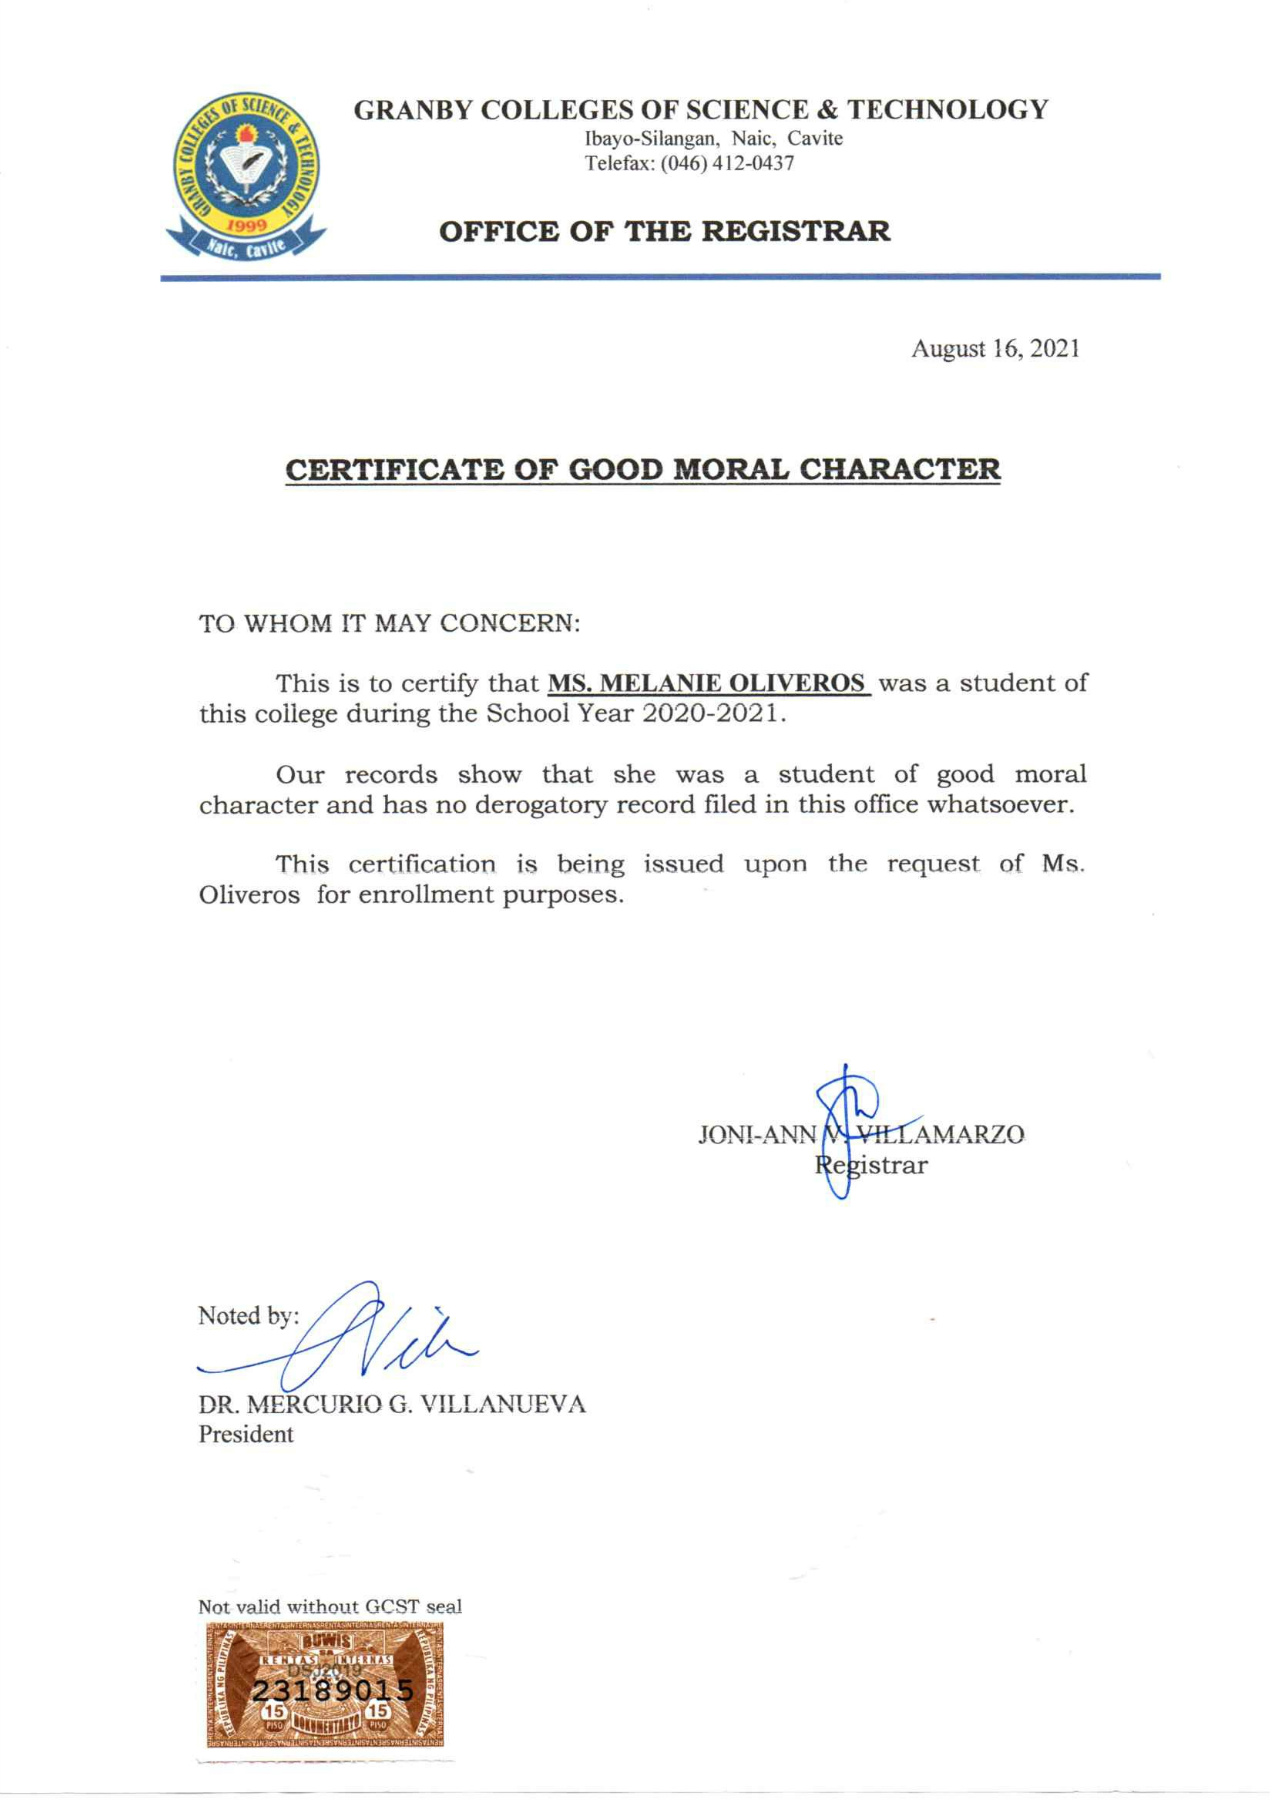 GRANBY COLLEGES OF SCIENCE & TECHNOLOGY
1999
Naic, Cavite
GRANBY COLLEGES OF SCIENCE & TECHNOLOGY
Ibayo-Silangan, Naic, Cavite
Telefax: (046) 412-0437
OFFICE OF THE REGISTRAR
August 16, 2021
CERTIFICATE OF GOOD MORAL CHARACTER
TO WHOM IT MAY CONCERN:
This is to certify that MS. MELANIE OLIVEROS was a student of
this college during the School Year 2020-2021.
Our records show that she was a student of good moral
character and has no derogatory record filed in this office whatsoever.
This certification is being issued upon the request of Ms.
Oliveros for enrollment purposes.
JONI-ANN V. VILLAMARZO
Registrar
Noted by:
DR. MERCURIO G. VILLANUEVA
President
Not valid without GCST seal
BUWIS
SA
RENTAS INTERNAS
DSJ2019
23189015
15 15
PISO PISO
DOKUMENTARYO
REPUBLIKA NG PILIPINAS
REPUBLIKA NG PILIPINAS